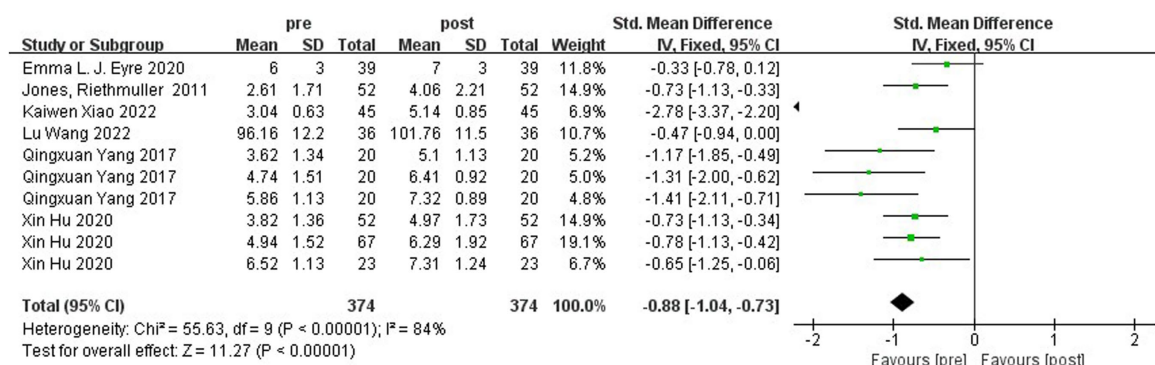 pre post Std. Mean Difference Std. Mean Difference
Study or Subgroup Mean SD Total Mean SD Total Weight IV, Fixed, 95% CI IV, Fixed, 95% CI
Emma L. J. Eyre 2020 6 3 39 7 3 39 11.8% -0.33 [-0.78, 0.12]
Jones, Riethmuller 2011 2.61 1.71 52 4.06 2.21 52 14.9% -0.73 [-1.13, -0.33]
Kaiwen Xiao 2022 3.04 0.63 45 5.14 0.85 45 6.9% -2.78 [-3.37, -2.20]
Lu Wang 2022 96.16 12.2 36 101.76 11.5 36 10.7% -0.47 [-0.94, 0.00]
Qingxuan Yang 2017 3.62 1.34 20 5.1 1.13 20 5.2% -1.17 [-1.85, -0.49]
Qingxuan Yang 2017 4.74 1.51 20 6.41 0.92 20 5.0% -1.31 [-2.00, -0.62]
Qingxuan Yang 2017 5.86 1.13 20 7.32 0.89 20 4.8% -1.41 [-2.11, -0.71]
Xin Hu 2020 3.82 1.36 52 4.97 1.73 52 14.9% -0.73 [-1.13, -0.34]
Xin Hu 2020 4.94 1.52 67 6.29 1.92 67 19.1% -0.78 [-1.13, -0.42]
Xin Hu 2020 6.52 1.13 23 7.31 1.24 23 6.7% -0.65 [-1.25, -0.06]
Total (95% CI) 374 374 100.0% -0.88 [-1.04, -0.73]
Heterogeneity: Chi² = 55.63, df = 9 (P < 0.00001); I² = 84%
Test for overall effect: Z = 11.27 (P < 0.00001)
-2 -1 0 1 2
Favours [pre] Favours [post]